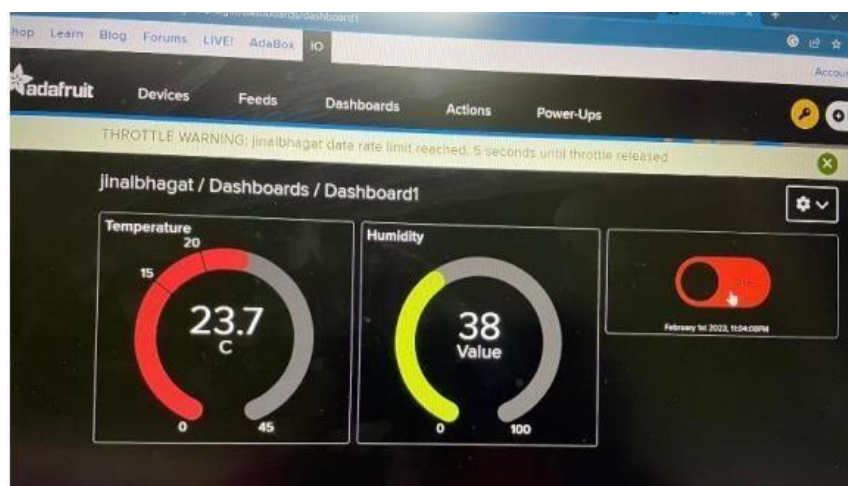 hop Learn Blog Forums LIVE! AdaBox IO
Accoun
adafruit Devices Feeds Dashboards Actions Power-Ups
THROTTLE WARNING: jinalbhagat data rate limit reached, 5 seconds until throttle released
jinalbhagat / Dashboards / Dashboard1
Temperature
20
15
23.7
C
0 45
Humidity
38
Value
0 100
February 1st 2023, 11:04:08PM